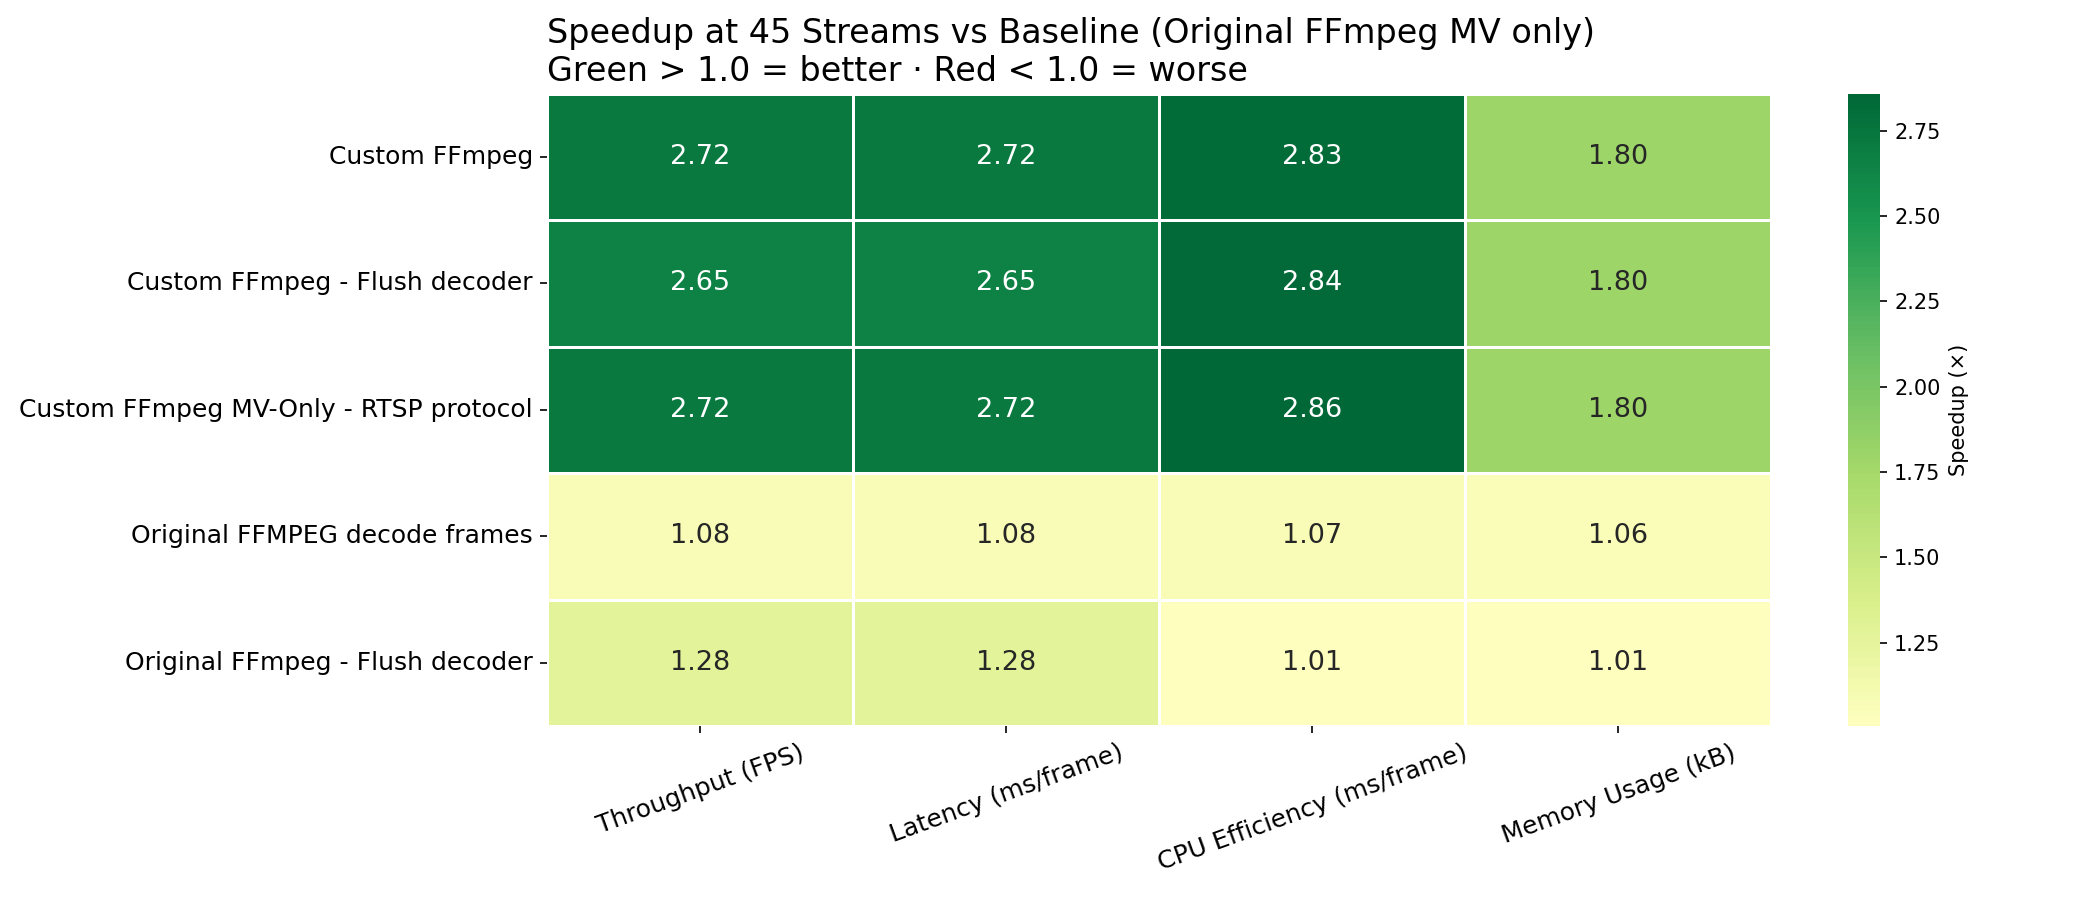 Speedup at 45 Streams vs Baseline (Original FFmpeg MV only)
Green > 1.0 = better · Red < 1.0 = worse
Custom FFmpeg
2.72
2.72
2.83
1.80
Custom FFmpeg - Flush decoder
2.65
2.65
2.84
1.80
Custom FFmpeg MV-Only - RTSP protocol
2.72
2.72
2.86
1.80
Original FFMPEG decode frames
1.08
1.08
1.07
1.06
Original FFmpeg - Flush decoder
1.28
1.28
1.01
1.01
Throughput (FPS)
Latency (ms/frame)
CPU Efficiency (ms/frame)
Memory Usage (kB)
2.75
2.50
2.25
2.00
1.75
1.50
1.25
Speedup (×)